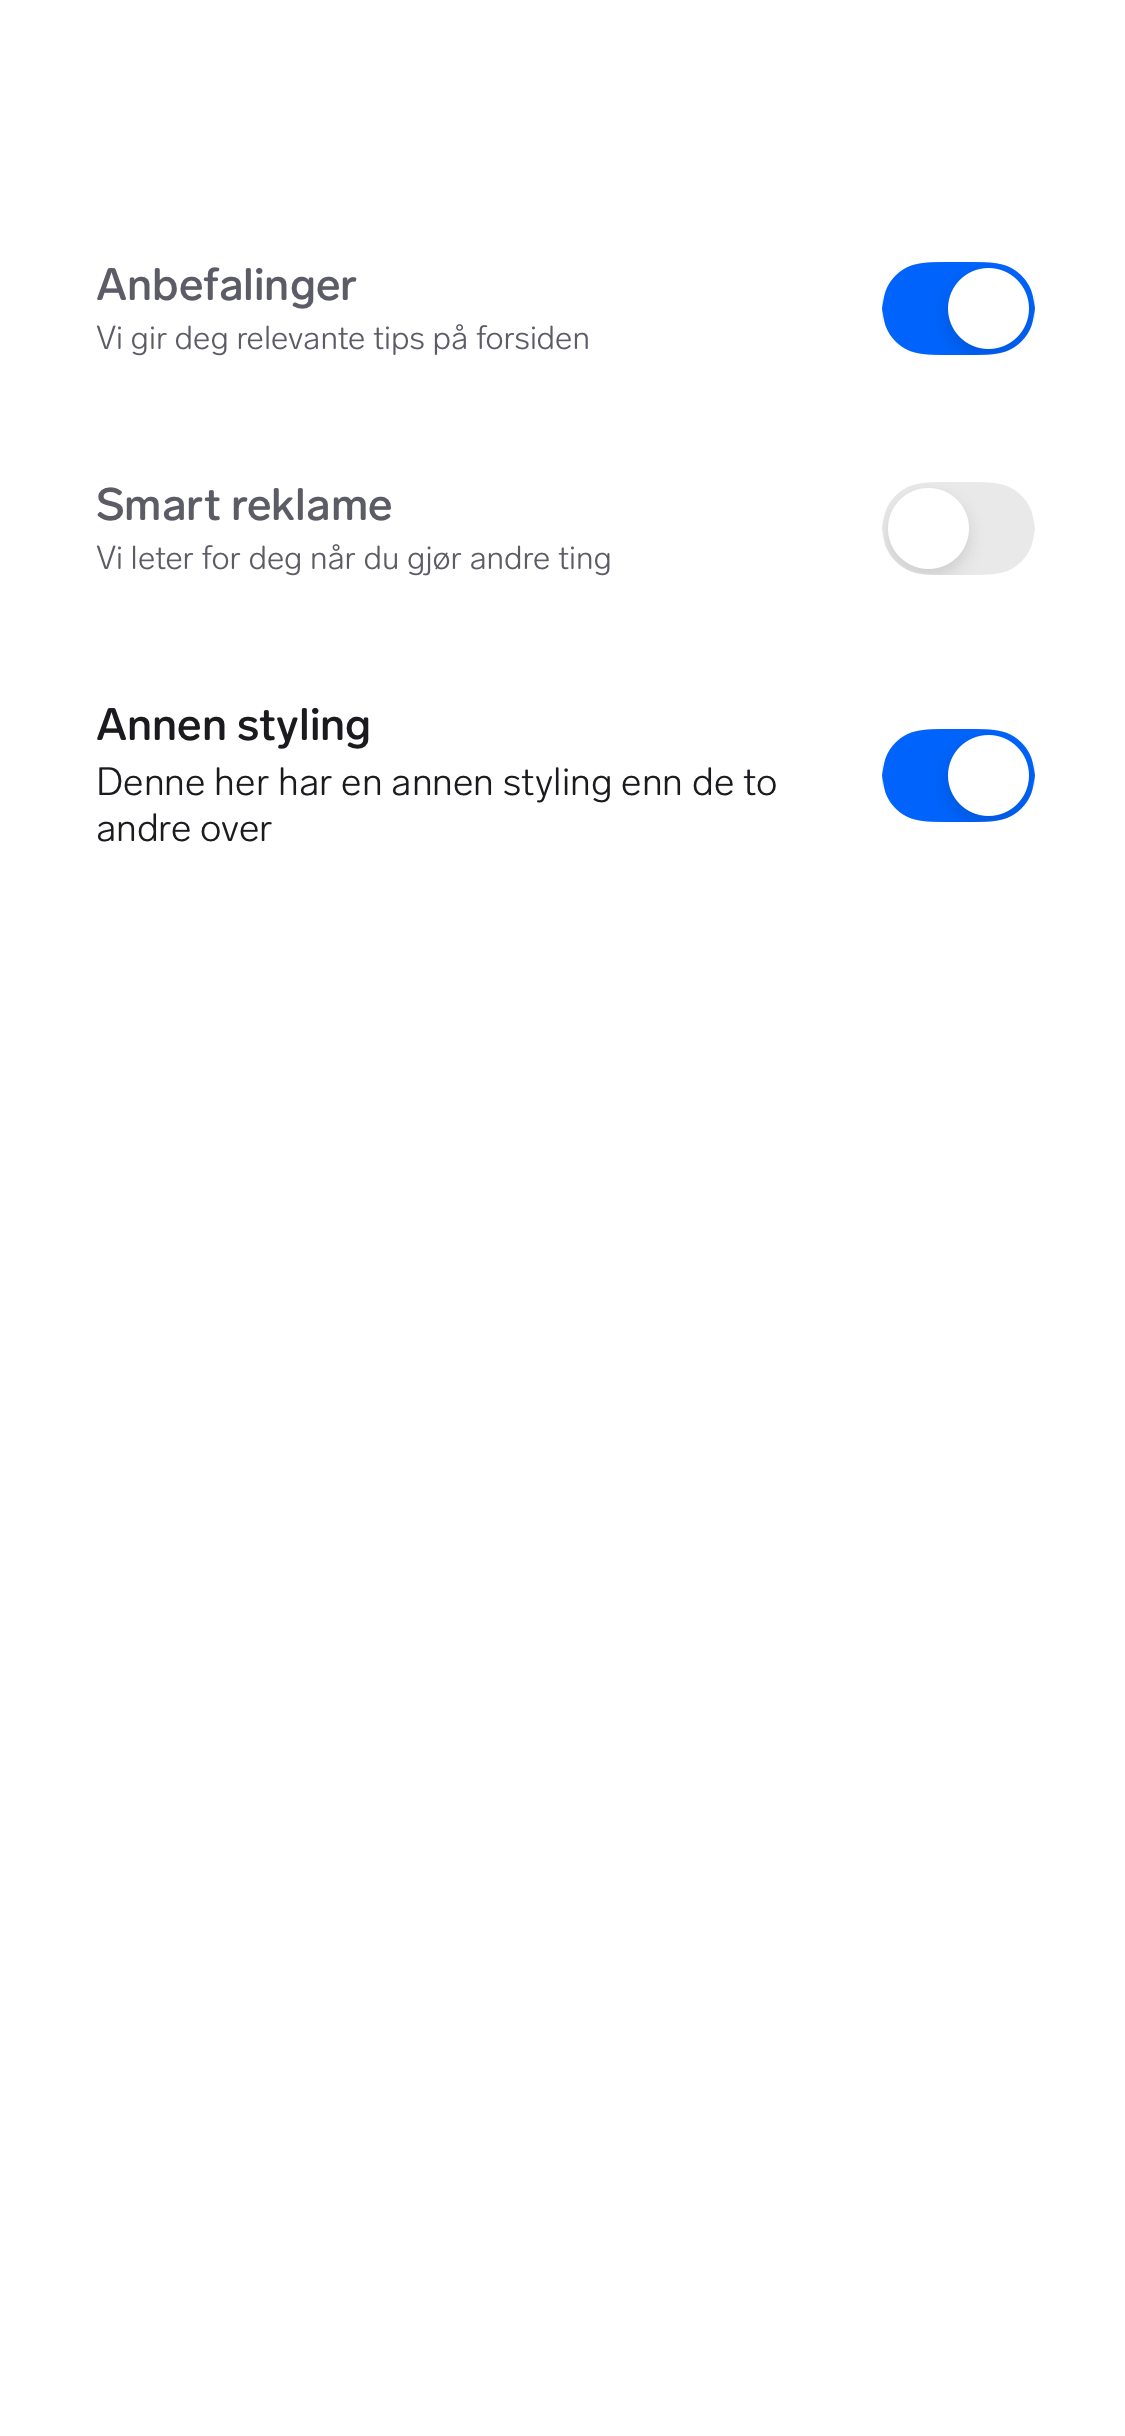 Anbefalinger
Vi gir deg relevante tips på forsiden
Smart reklame
Vi leter for deg når du gjør andre ting
Annen styling
Denne her har en annen styling enn de to
andre over